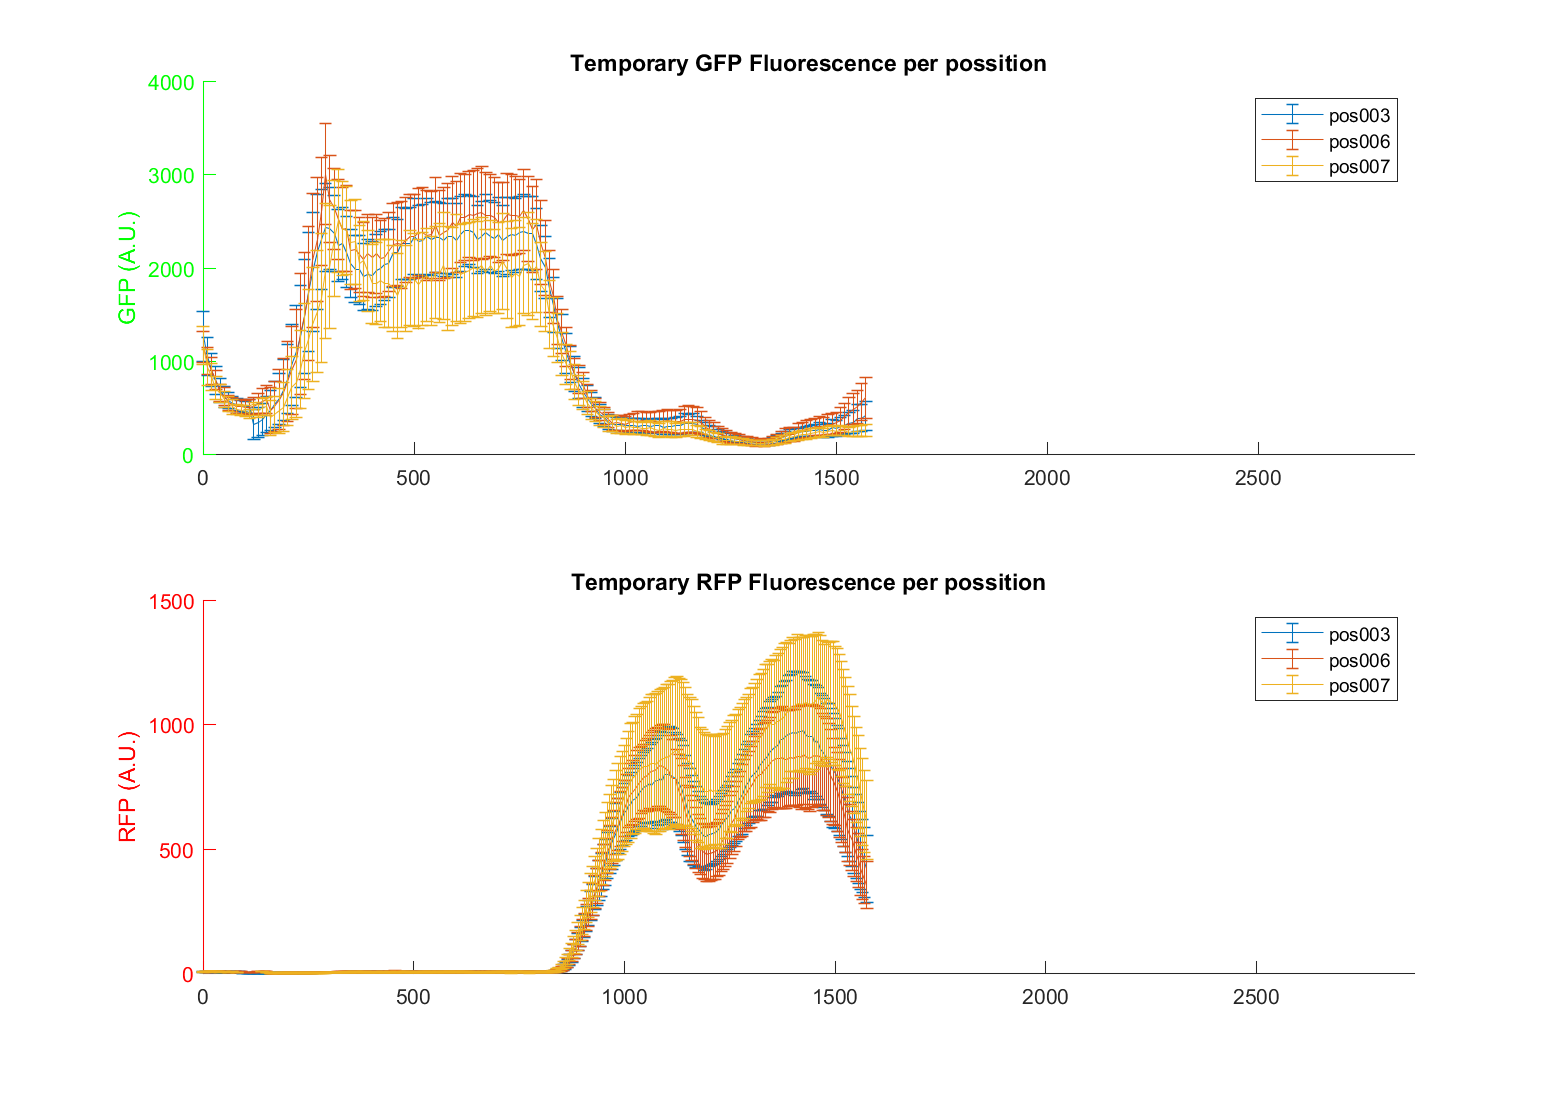 Temporary GFP Fluorescence per possition
4000
3000
2000
1000
0
GFP (A.U.)
0 500 1000 1500 2000 2500
pos003
pos006
pos007
Temporary RFP Fluorescence per possition
1500
1000
500
0
RFP (A.U.)
0 500 1000 1500 2000 2500
pos003
pos006
pos007